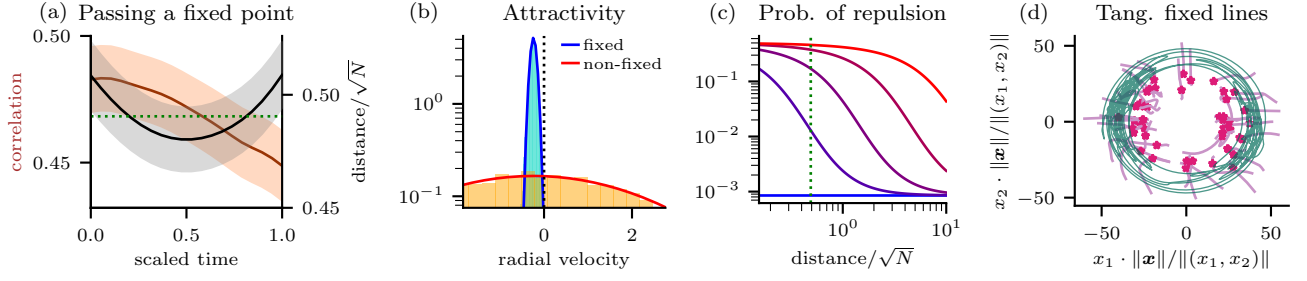 (a) Passing a fixed point
correlation
0.50
0.45
0.0
0.5
1.0
scaled time
0.50
0.45
distance/√N
(b) Attractivity
fixed
non-fixed
10⁰
10⁻¹
0
2
radial velocity
(c) Prob. of repulsion
10⁻¹
10⁻²
10⁻³
10⁰
10¹
distance/√N
(d) Tang. fixed lines
x₂ · ‖x‖/‖(x₁, x₂)‖
50
0
−50
−50
0
50
x₁ · ‖x‖/‖(x₁, x₂)‖